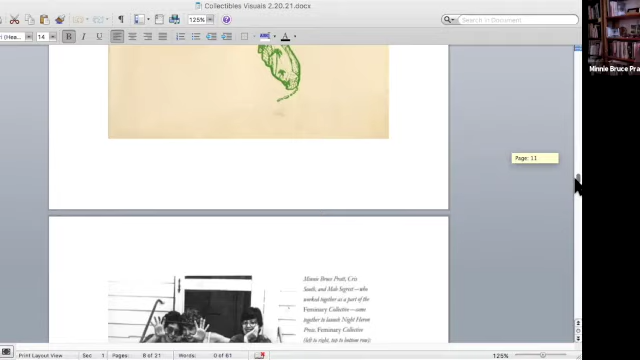 Collectibles Visuals 2.20.21.docx
125%
Search in Document
14
B I U
A
Minnie Bruce Pra
Page: 11
Minnie Bruce Pratt, Cris
South, and Mab Segrest—who
worked together as a part of the
Feminary Collective—come
together to launch Night Heron
Press. Feminary Collective
(left to right, top to bottom row)
Print Layout View Sec 1 Pages: 8 of 21 Words: 0 of 61 125%